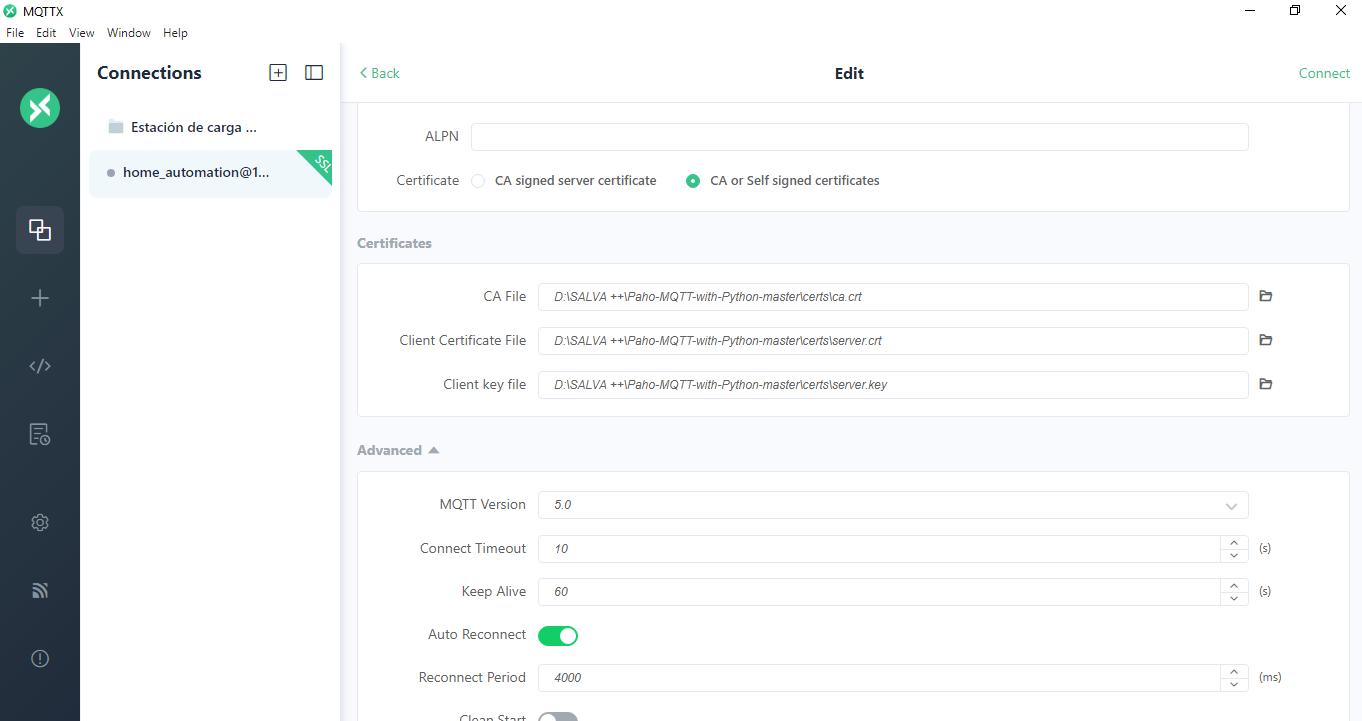 MQTTX
File Edit View Window Help
Connections
Estación de carga ...
home_automation@1...
SSL
Back
Edit
Connect
ALPN
Certificate CA signed server certificate CA or Self signed certificates
Certificates
CA File D:\SALVA ++\Paho-MQTT-with-Python-master\certs\ca.crt
Client Certificate File D:\SALVA ++\Paho-MQTT-with-Python-master\certs\server.crt
Client key file D:\SALVA ++\Paho-MQTT-with-Python-master\certs\server.key
Advanced
MQTT Version 5.0
Connect Timeout 10 (s)
Keep Alive 60 (s)
Auto Reconnect
Reconnect Period 4000 (ms)
Clean Start